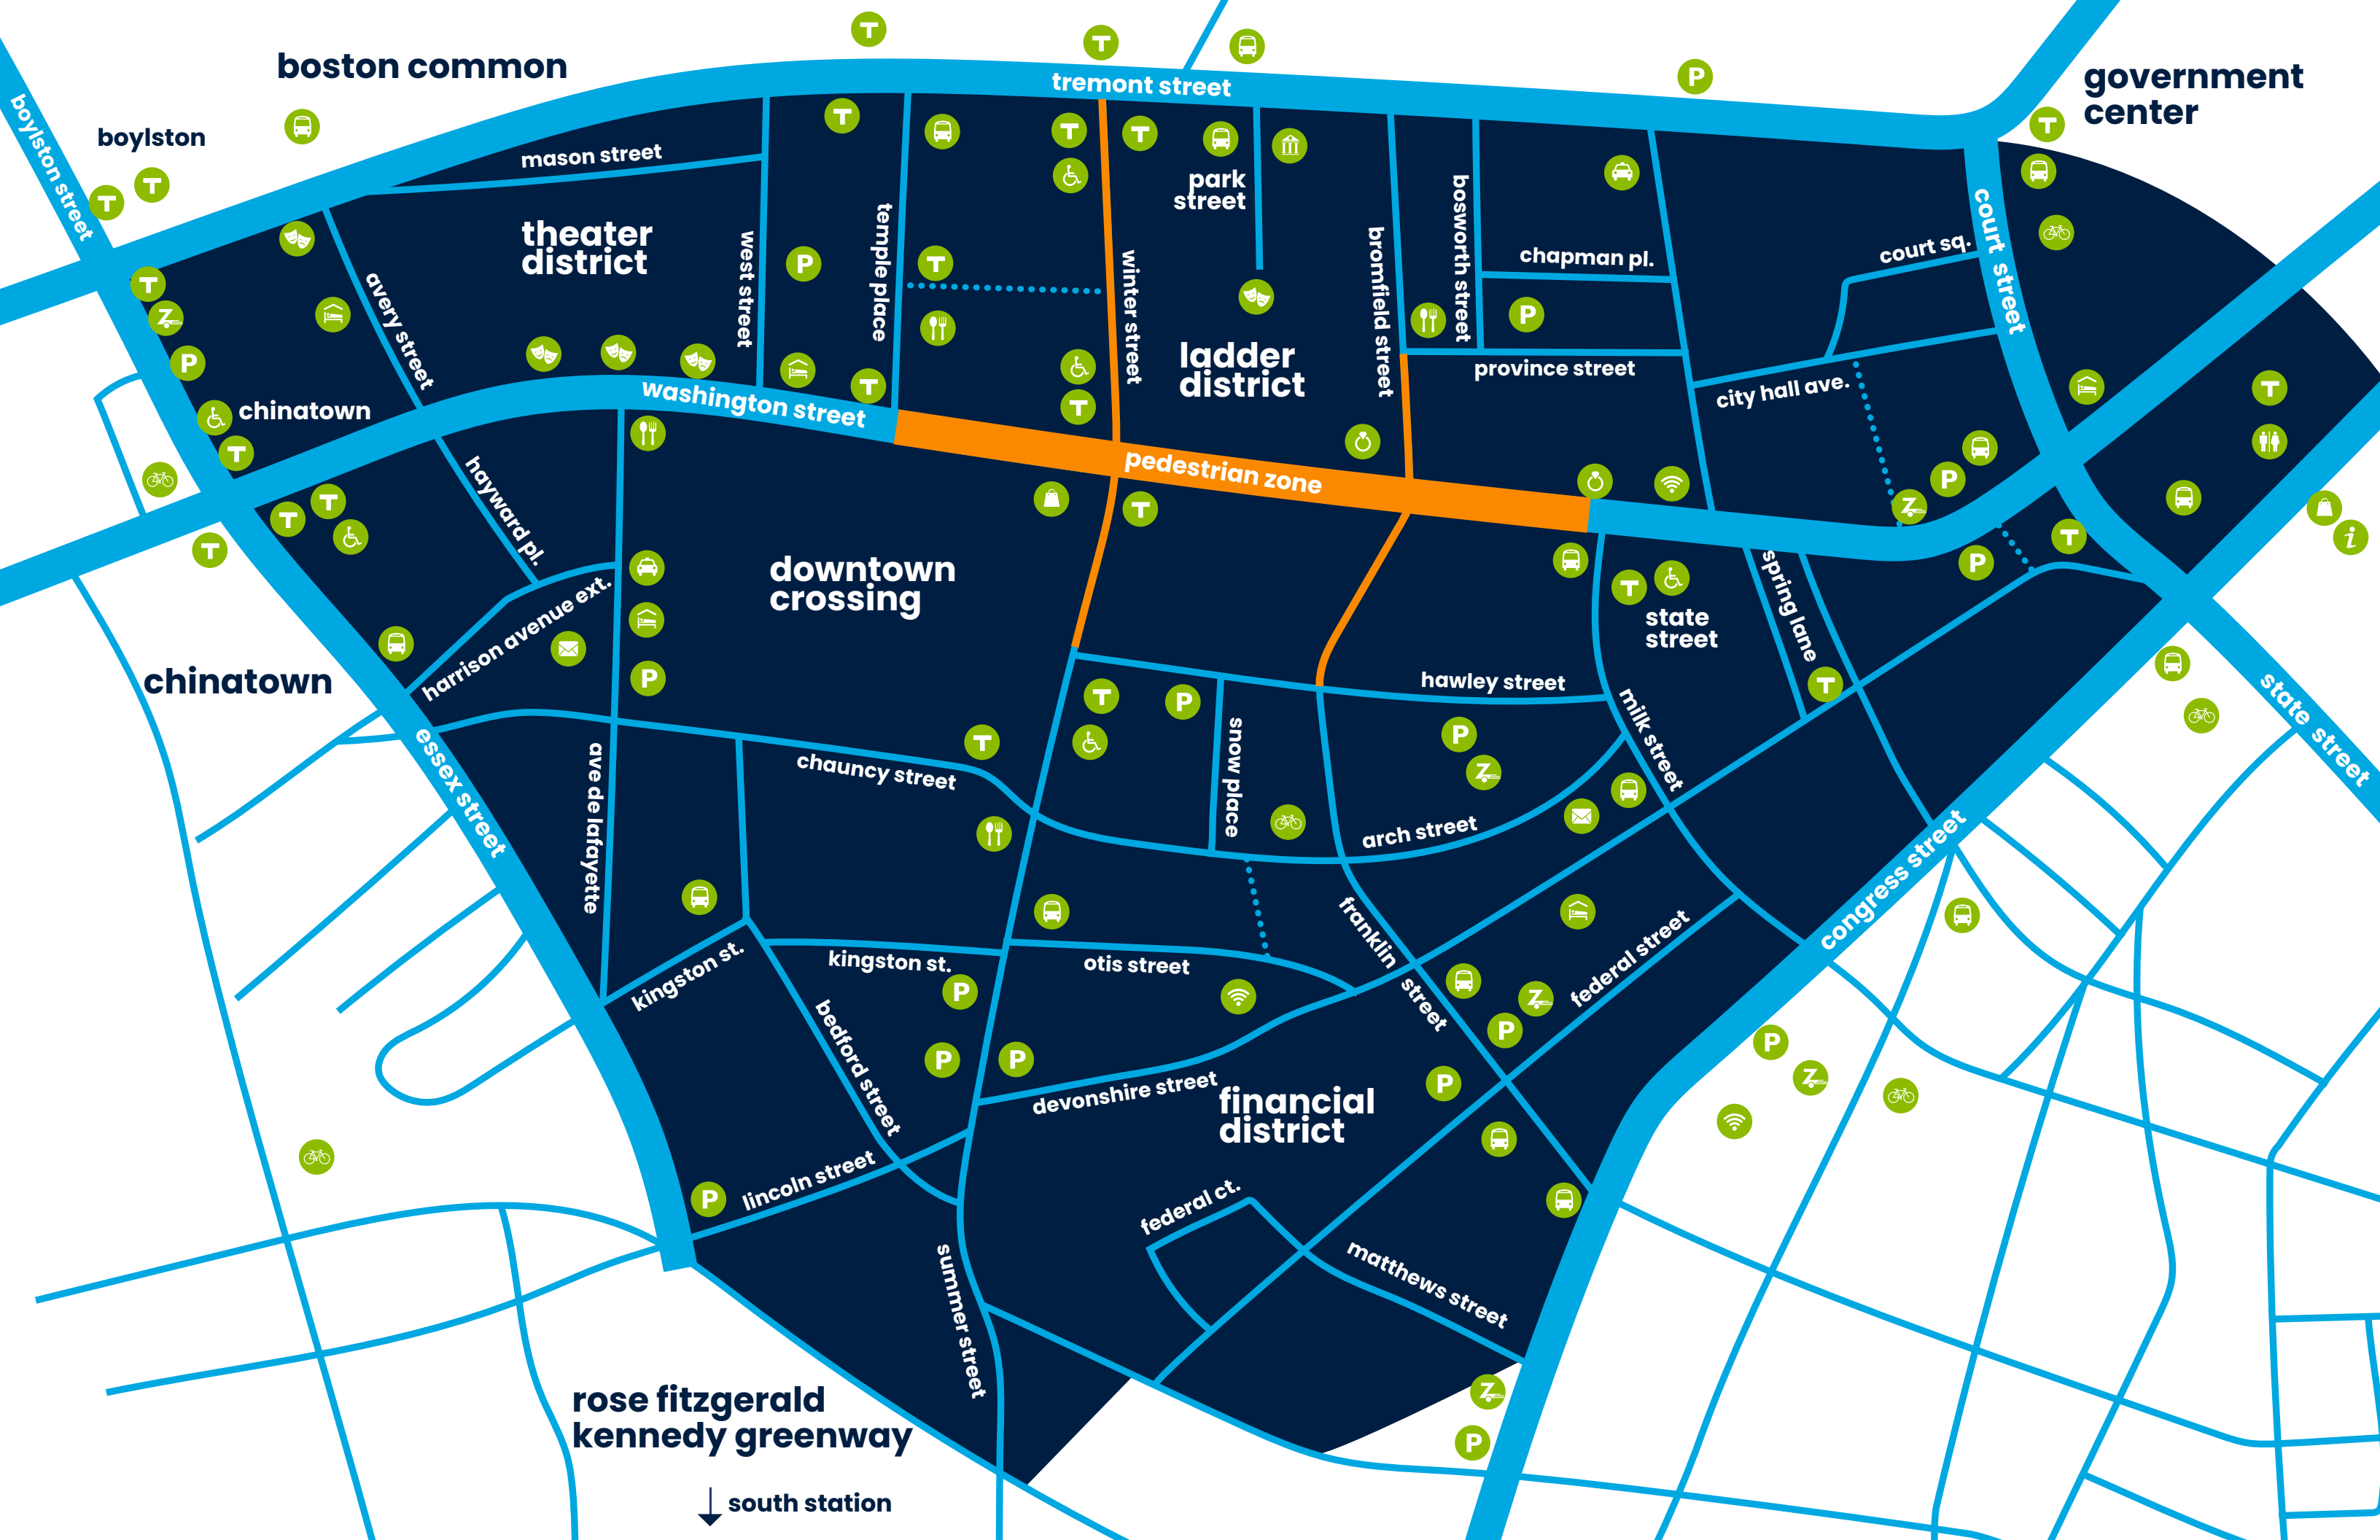 boston common
boylston
boylston street
tremont street
government
center
mason street
park
street
theater
district
avery street
west street
temple place
winter street
bromfield street
bosworth street
chapman pl.
court sq.
court street
ladder
district
province street
city hall ave.
chinatown
washington street
pedestrian zone
hayward pl.
harrison avenue ext.
downtown
crossing
state
street
spring lane
chinatown
hawley street
milk street
state street
essex street
ave de lafayette
chauncy street
snow place
arch street
congress street
kingston st.
kingston st.
otis street
franklin
street
federal street
bedford street
devonshire street
financial
district
lincoln street
federal ct.
matthews street
summer street
rose fitzgerald
kennedy greenway
south station